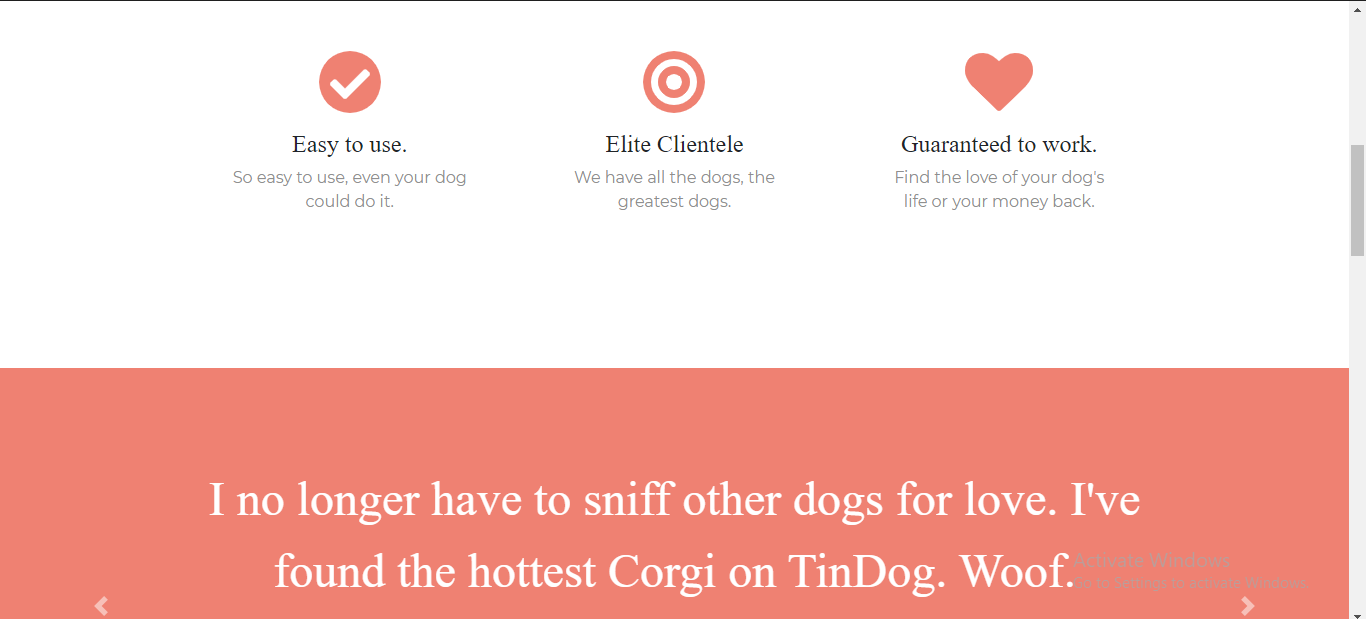 Easy to use.
So easy to use, even your dog
could do it.
Elite Clientele
We have all the dogs, the
greatest dogs.
Guaranteed to work.
Find the love of your dog's
life or your money back.
I no longer have to sniff other dogs for love. I've
found the hottest Corgi on TinDog. Woof.
Activate Windows
Go to Settings to activate Windows.